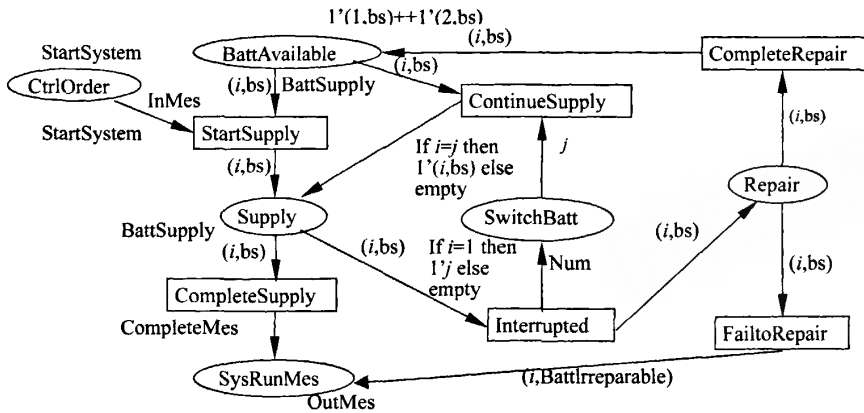 1’(1,bs)++1’(2,bs)
StartSystem
BattAvailable
(i,bs)
CompleteRepair
CtrlOrder
(i,bs)
BattSupply
(i,bs)
InMes
ContinueSupply
(i,bs)
StartSystem
StartSupply
If i=j then
1’(i,bs) else
empty
j
(i,bs)
Repair
Supply
SwitchBatt
BattSupply
(i,bs)
(i,bs)
If i=1 then
1’j else
empty
Num
(i,bs)
(i,bs)
CompleteSupply
Interrupted
FailtoRepair
CompleteMes
SysRunMes
(i,BattIrreparable)
OutMes